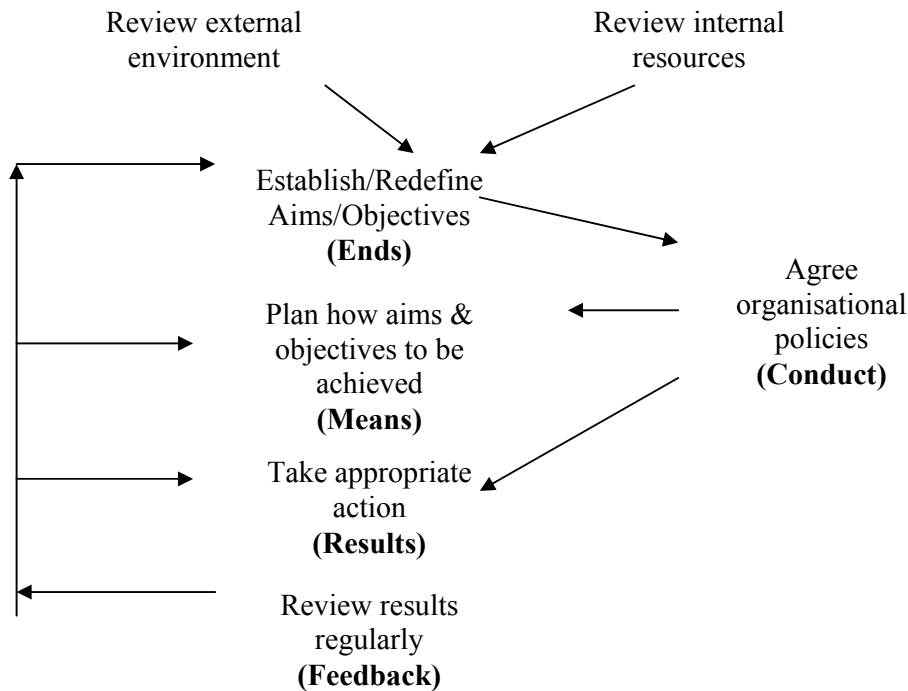 Review external
environment
Review internal
resources
Establish/Redefine
Aims/Objectives
(Ends)
Agree
organisational
policies
(Conduct)
Plan how aims &
objectives to be
achieved
(Means)
Take appropriate
action
(Results)
Review results
regularly
(Feedback)